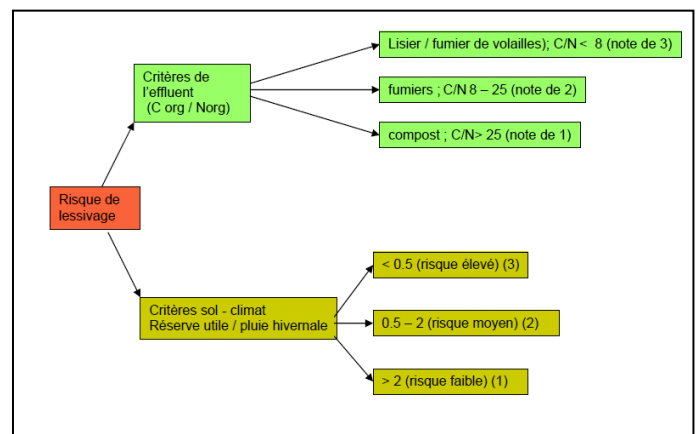 Lisier / fumier de volailles); C/N < 8 (note de 3)
Critères de
l'effluent
(C org / Norg)
fumiers ; C/N 8 – 25 (note de 2)
compost ; C/N> 25 (note de 1)
Risque de
lessivage
< 0.5 (risque élevé) (3)
Critères sol - climat
Réserve utile / pluie hivernale
0.5 – 2 (risque moyen) (2)
> 2 (risque faible) (1)